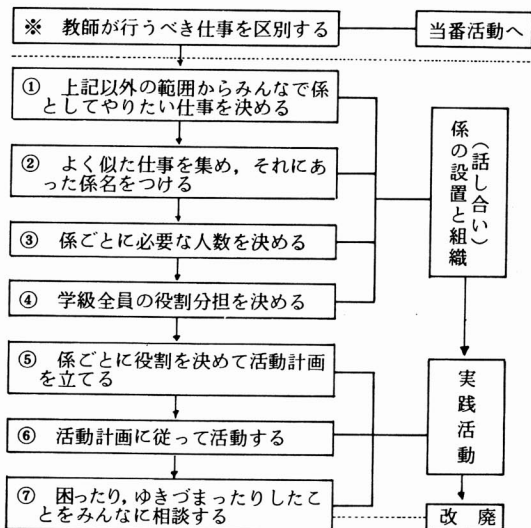 ※ 教師が行うべき仕事を区別する
当番活動へ
① 上記以外の範囲からみんなで係
としてやりたい仕事を決める
② よく似た仕事を集め，それにあ
った係名をつける
③ 係ごとに必要な人数を決める
④ 学級全員の役割分担を決める
係の設置と組織
（話し合い）
⑤ 係ごとに役割を決めて活動計画
を立てる
⑥ 活動計画に従って活動する
⑦ 困ったり，ゆきづまったりしたこ
とをみんなに相談する
実践活動
改廃